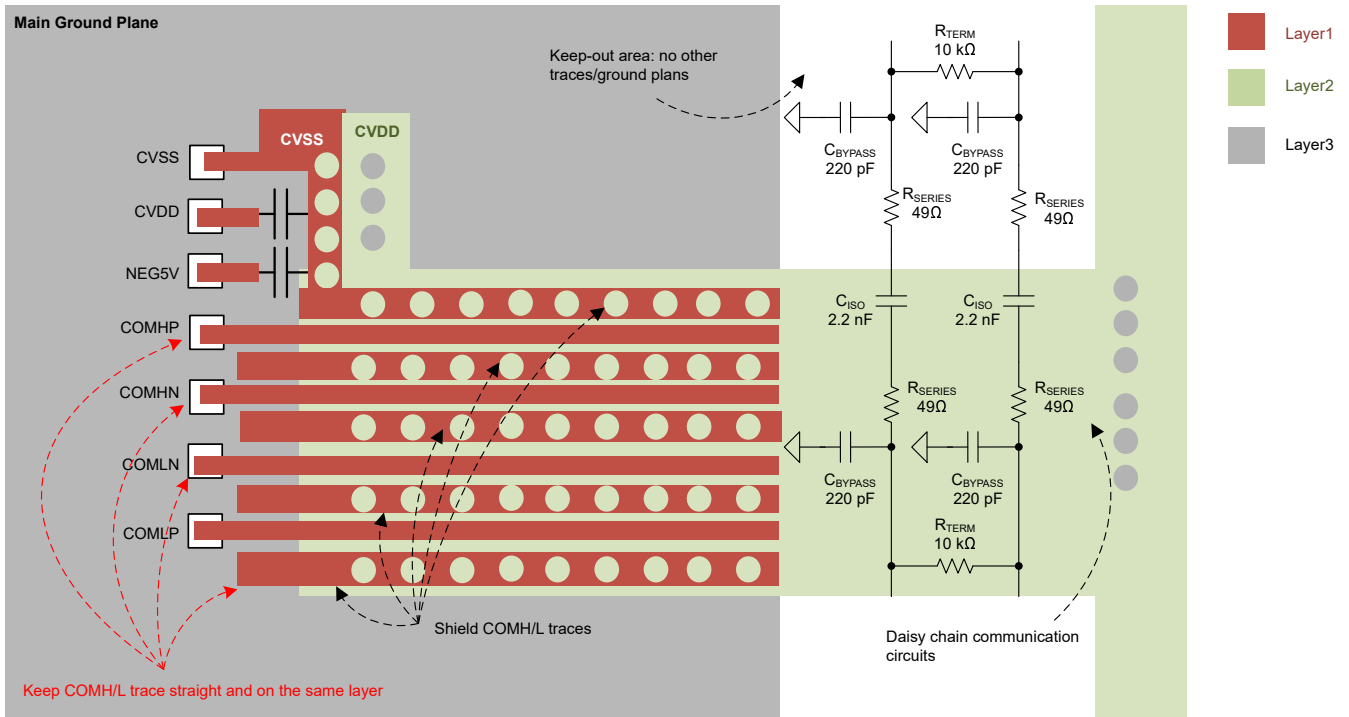 Main Ground Plane
Keep-out area: no other
traces/ground plans
RTERM
10 kΩ
Layer1
Layer2
Layer3
CVSS
CVDD
CVSS
CVDD
NEG5V
COMHP
COMHN
COMLN
COMLP
CBYPASS
220 pF
CBYPASS
220 pF
RSERIES
49Ω
RSERIES
49Ω
CISO
2.2 nF
CISO
2.2 nF
RSERIES
49Ω
RSERIES
49Ω
CBYPASS
220 pF
CBYPASS
220 pF
RTERM
10 kΩ
Shield COMH/L traces
Daisy chain communication
circuits
Keep COMH/L trace straight and on the same layer